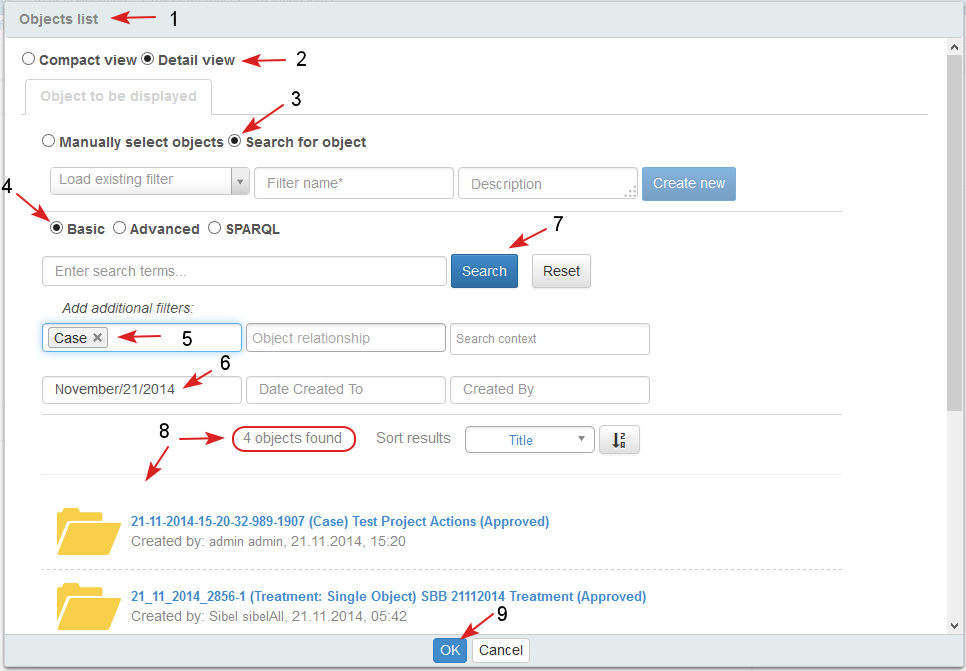 Objects list 1
Compact view Detail view 2
Object to be displayed
3
Manually select objects Search for object
Load existing filter Filter name* Description Create new
4
Basic Advanced SPARQL
7
Enter search terms... Search Reset
Add additional filters:
Case 5 Object relationship Search context
6
November/21/2014 Date Created To Created By
8 4 objects found Sort results Title
21-11-2014-15-20-32-989-1907 (Case) Test Project Actions (Approved)
Created by: admin admin, 21.11.2014, 15:20
21_11_2014_2856-1 (Treatment: Single Object) SBB 21112014 Treatment (Approved)
Created by: Sibel sibelAll, 21.11.2014, 05:42
9
OK Cancel